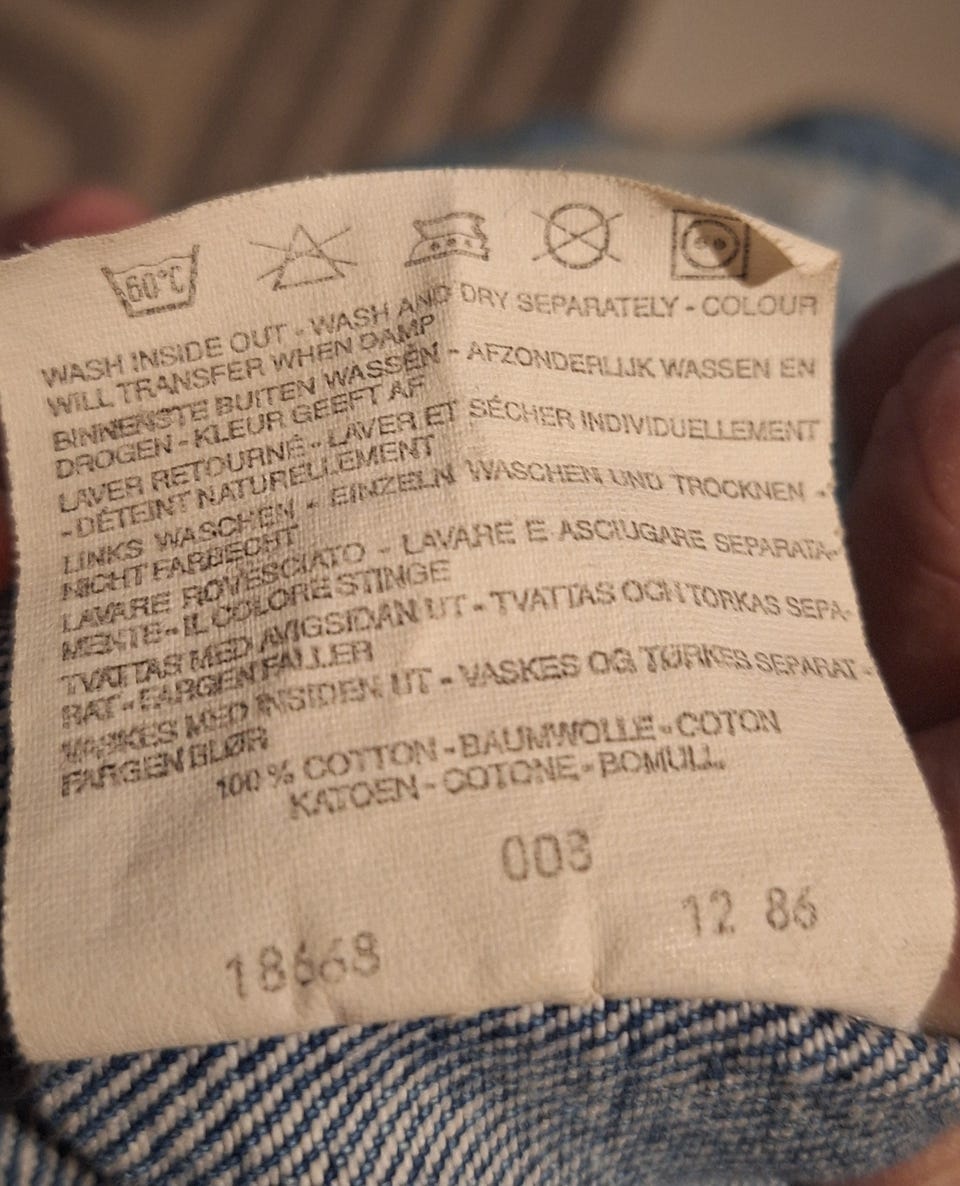 60°C
WASH INSIDE OUT - WASH AND DRY SEPARATELY - COLOUR
WILL TRANSFER WHEN DAMP
BINNENSTE BUITEN WASSEN - AFZONDERLIJK WASSEN EN
DROGEN - KLEUR GEEFT AF
LAVER RETOURNÉ - LAVER ET SÉCHER INDIVIDUELLEMENT
- DÉTEINT NATURELLEMENT
LINKS WASCHEN - EINZELN WASCHEN UND TROCKNEN -
NICHT FARBECHT
LAVARE ROVESCIATO - LAVARE E ASCIUGARE SEPARATA-
MENTE - IL COLORE STINGE
TVATTAS MED AVIGSIDAN UT - TVATTAS OCH TORKAS SEPA-
RAT - FARGEN FALLER
VASKES MED INSIDEN UT - VASKES OG TØRKES SEPARAT -
FARGEN BLØR
100 % COTTON - BAUMWOLLE - COTON
KATOEN - COTONE - BOMULL
003
12 86
18668